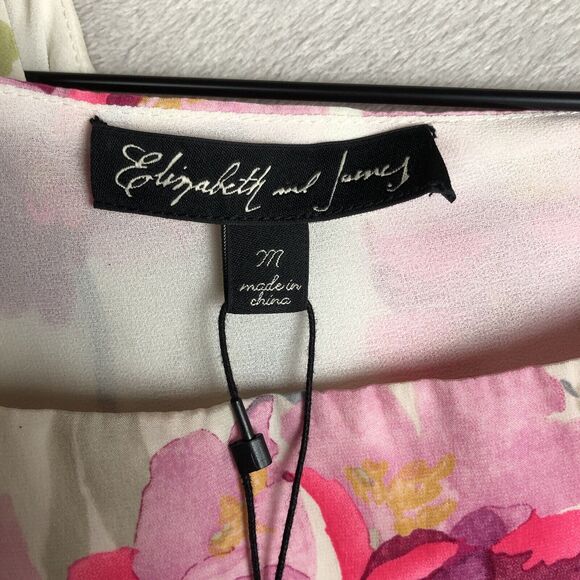 Elizabeth and James
M
made in
china